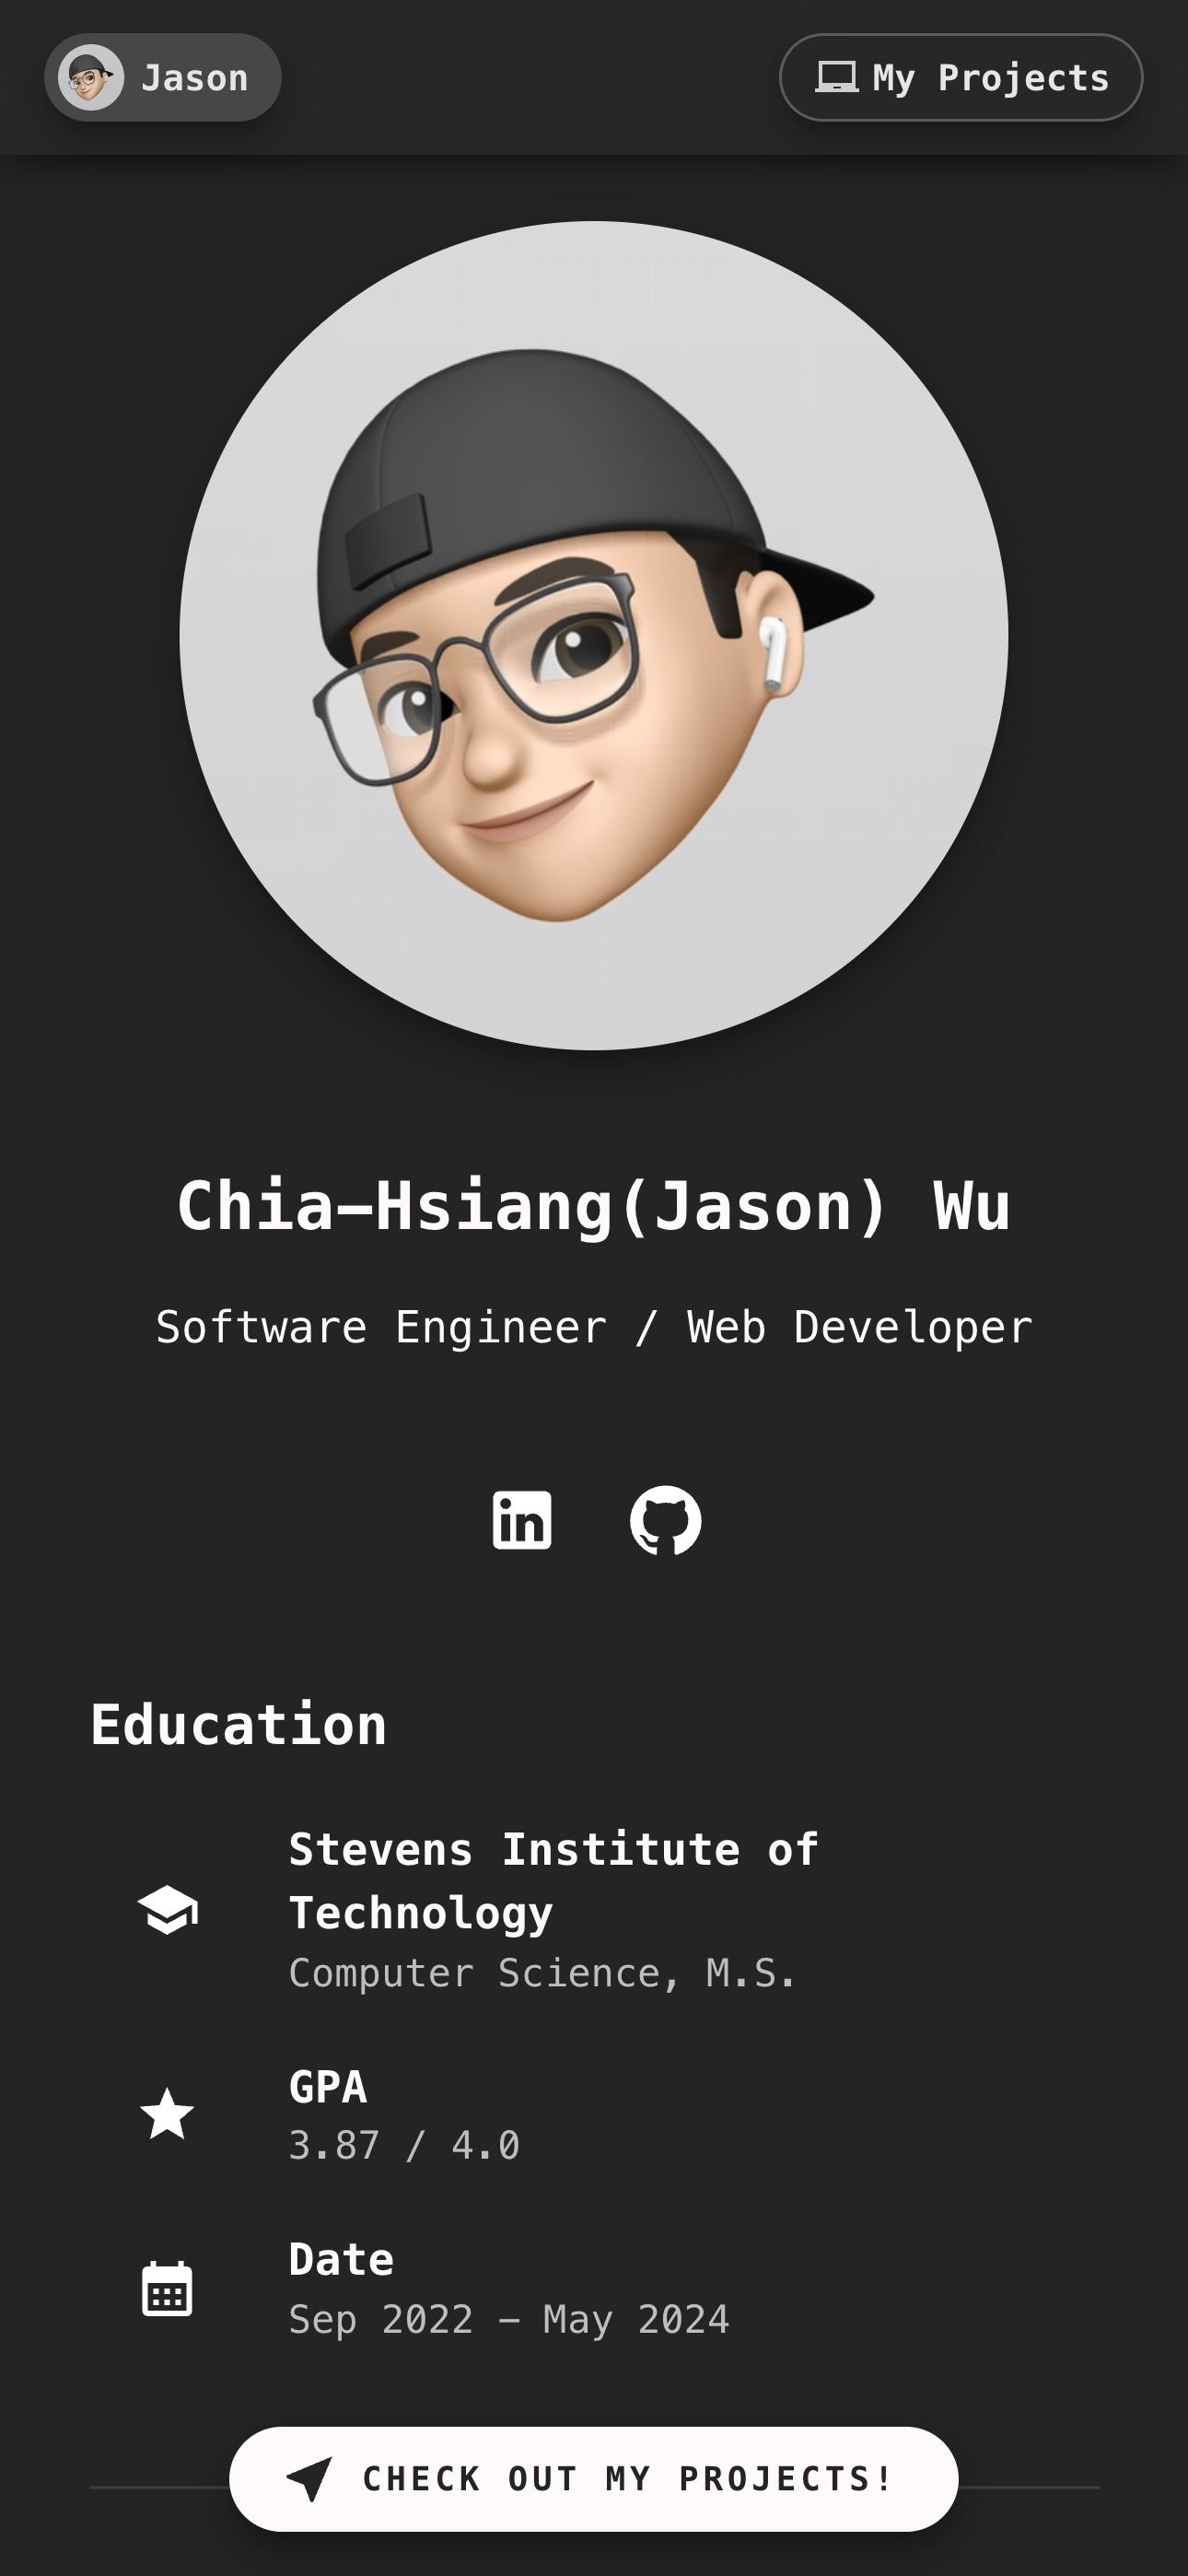 Jason
My Projects
Chia-Hsiang(Jason) Wu
Software Engineer / Web Developer
in
Education
Stevens Institute of
Technology
Computer Science, M.S.
GPA
3.87 / 4.0
Date
Sep 2022 - May 2024
CHECK OUT MY PROJECTS!